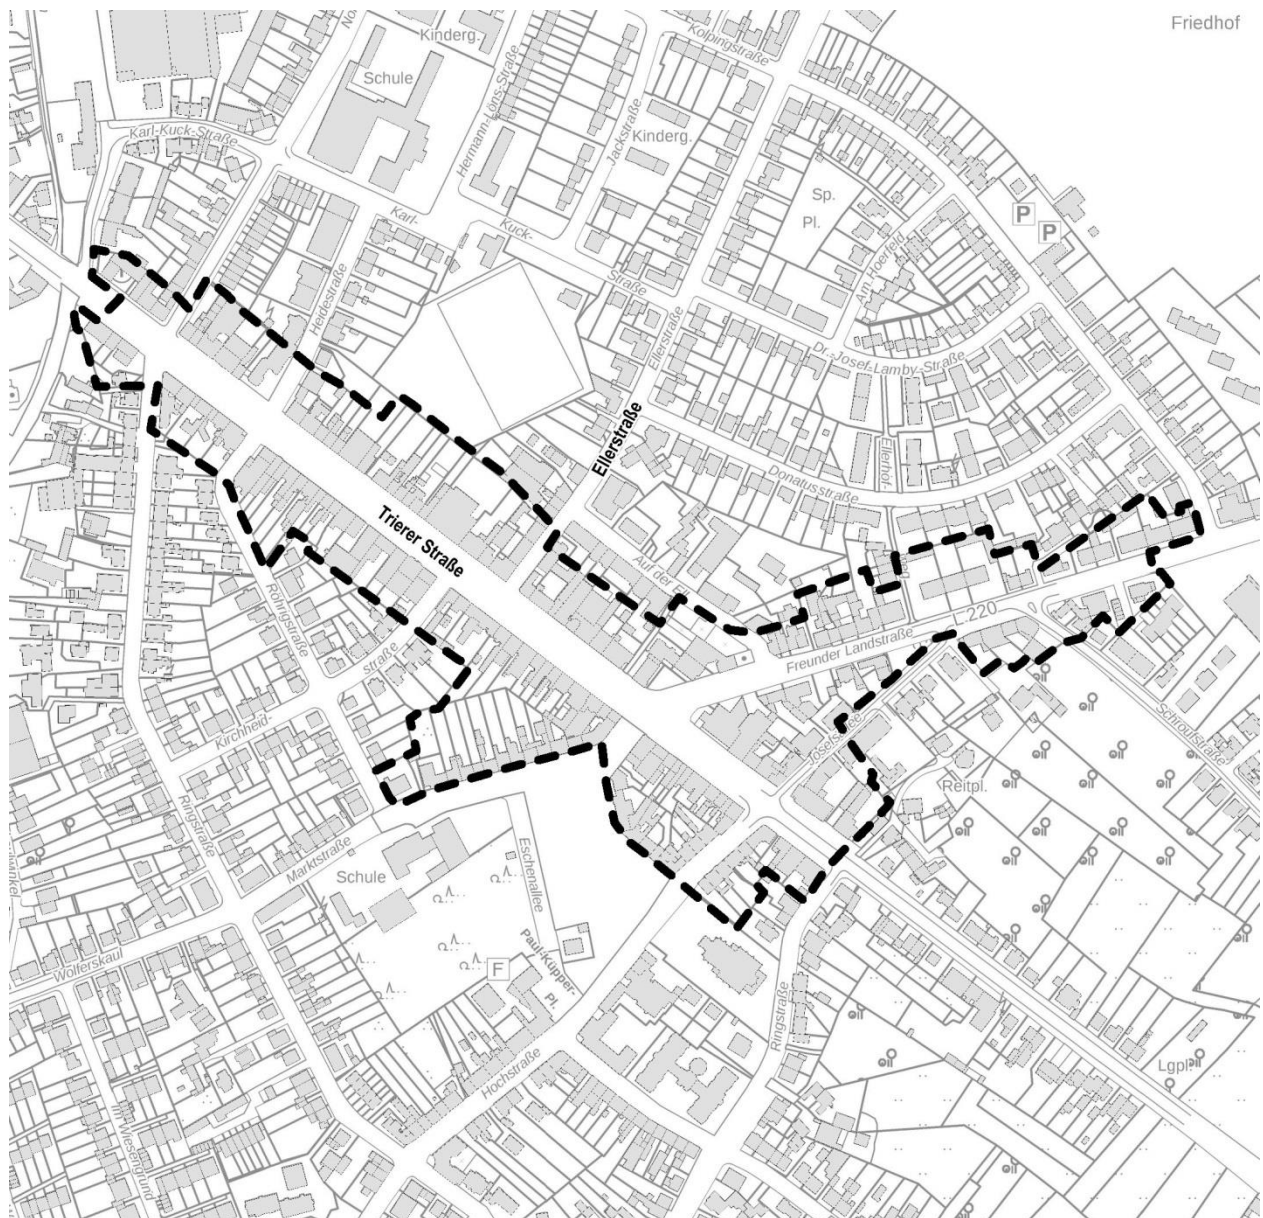 Friedhof
Kinderg.
Schule
Kolpingstraße
Karl-Kuck-Straße
Hermann-Löns-Straße
Jackstraße
Kinderg.
Sp.
Pl.
P
P
Karl-
Kuck-
Straße
Am Hoerfeld
Heidestraße
Ellerstraße
Dr.-Josef-Lamby-Straße
Ellerstraße
Ellerhof-
Donatusstraße
Trierer Straße
Auf der
L 220
Freunder Landstraße
Rohrgstraße
straße
Kirchheid-
Josefsallee
Schroufstraße
Reitpl.
Ringstraße
Marktstraße
Schule
Eschenallee
Wolferskaul
F
Paul-Küpper-
Pl.
Ringstraße
Hochstraße
Lgpl.
Im Wiesengrund